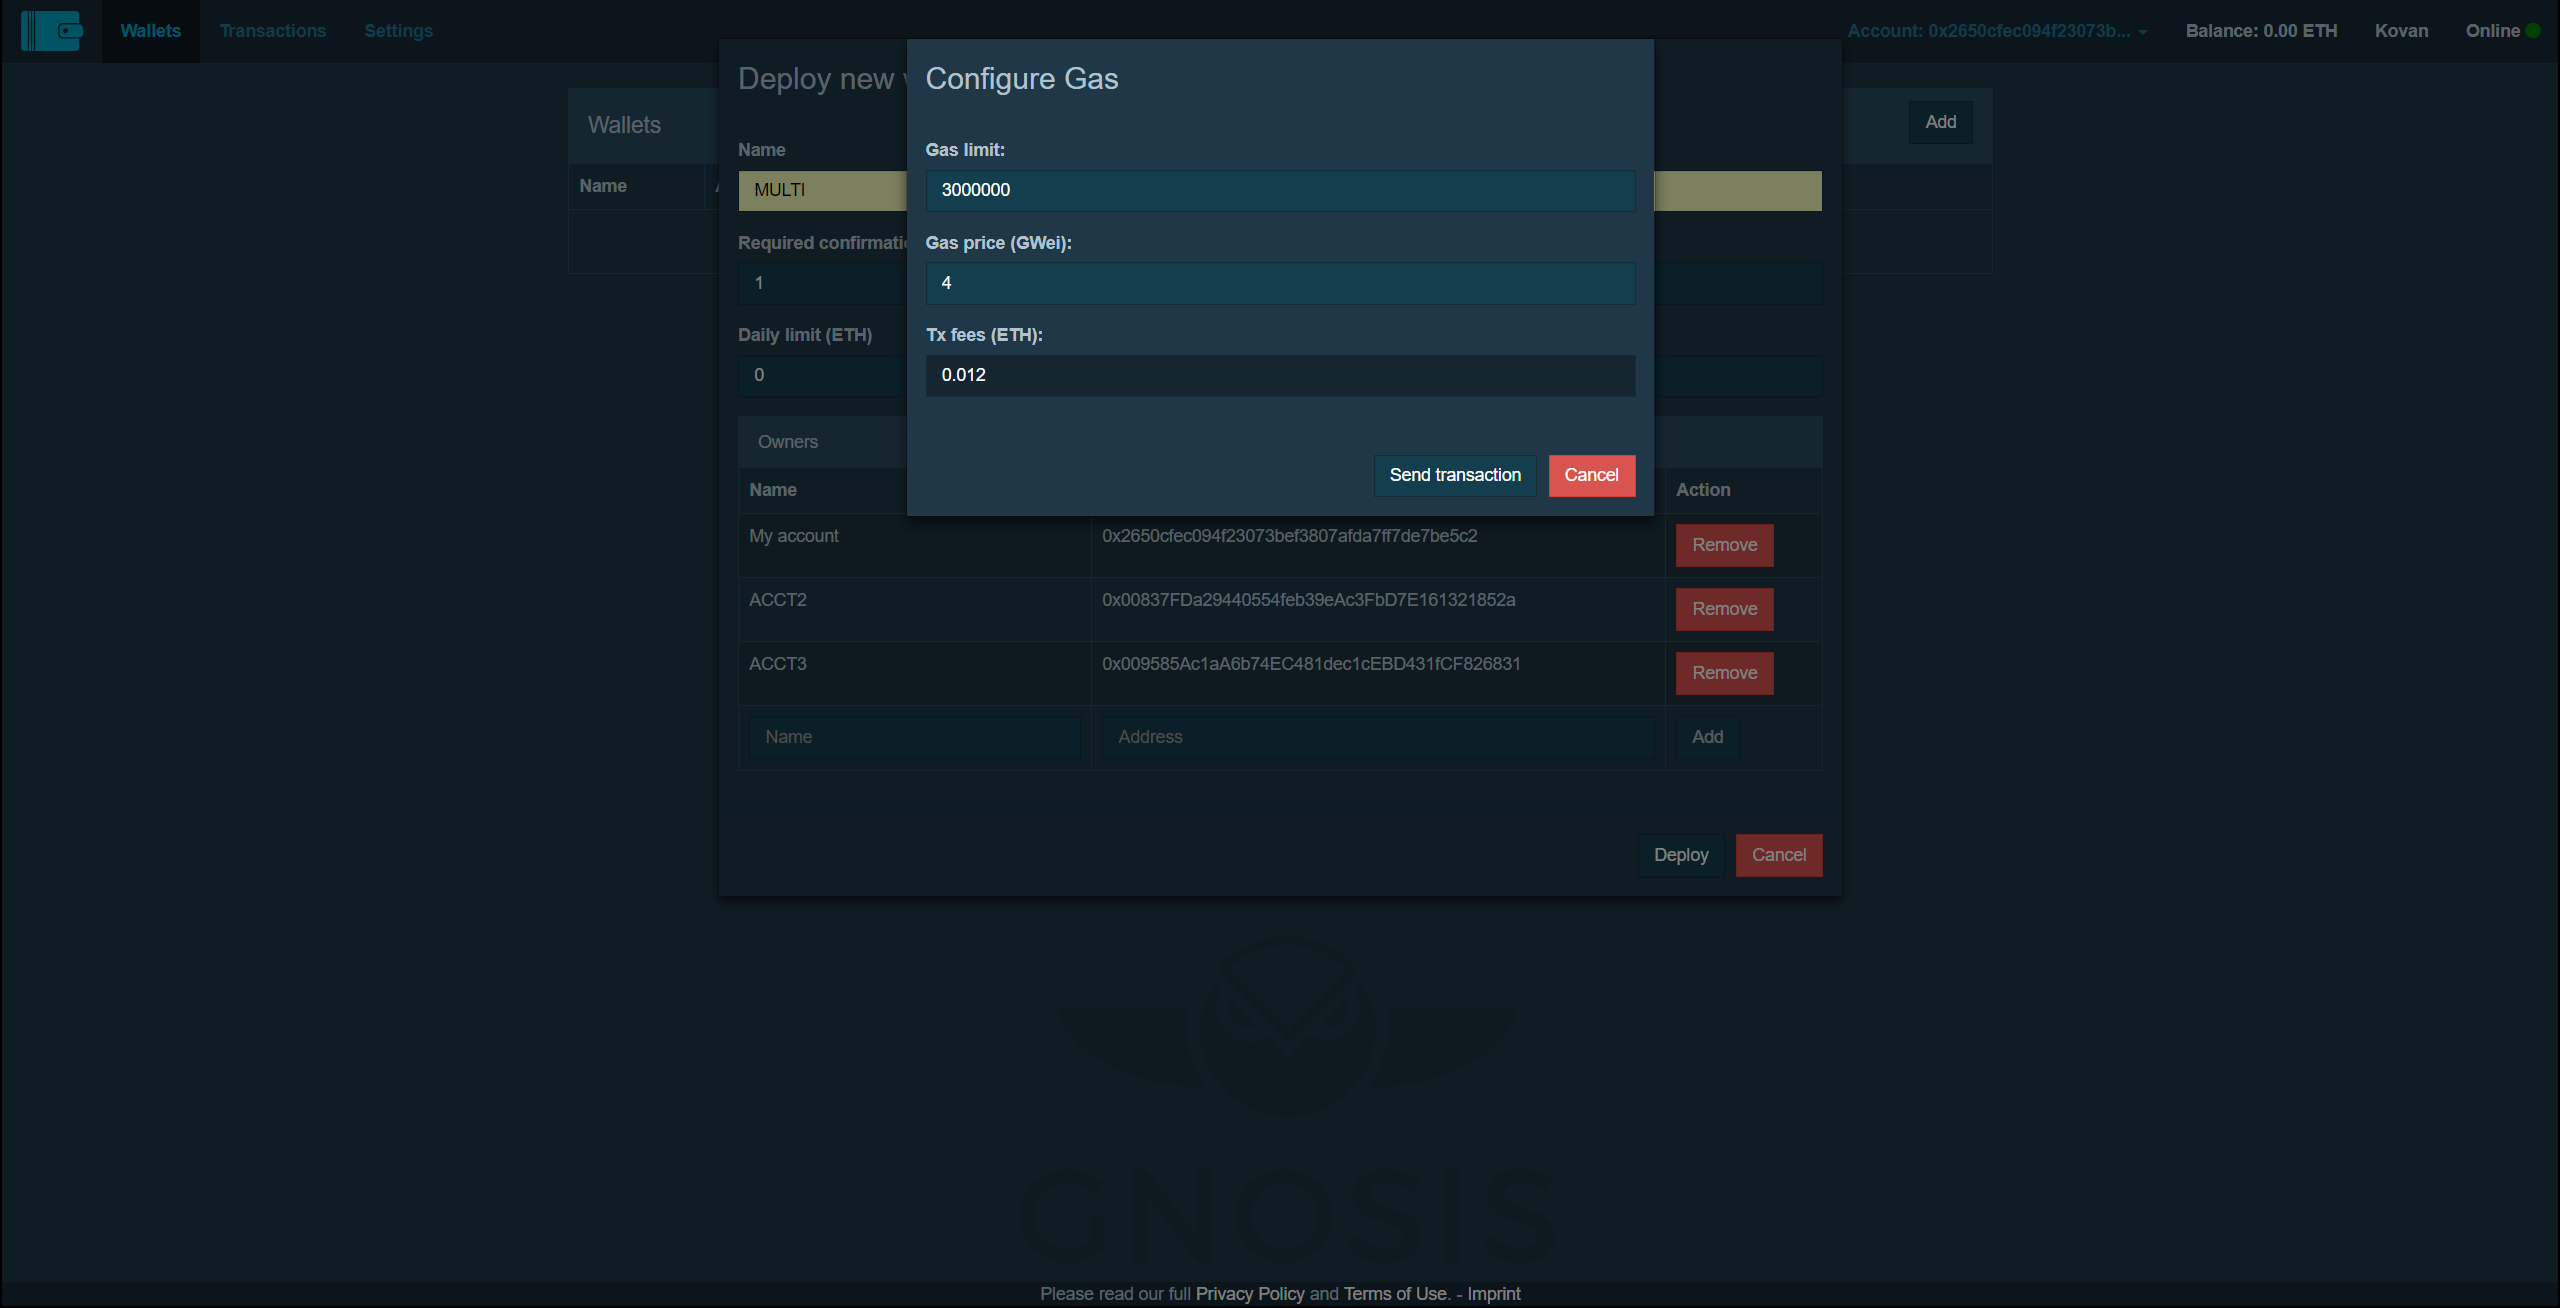 Wallets Transactions Settings Account: 0x2650cfec094f23073b... Balance: 0.00 ETH Kovan Online
Wallets Add
Name
Deploy new
Name
MULTI
Required
1
Daily limit (ETH)
0
Configure Gas
Gas limit:
3000000
Gas price (GWei):
4
Tx fees (ETH):
0.012
Send transaction Cancel
Owners
Name Action
My account 0x2650cfec094f23073bef3807afda7ff7de7be5c2 Remove
ACCT2 0x00837FDa29440554feb39eAc3FbD7E161321852a Remove
ACCT3 0x009585Ac1aA6b74EC481dec1cEBD431fCF826831 Remove
Name Address Add
Deploy Cancel
GNOSIS
Please read our full Privacy Policy and Terms of Use. - Imprint